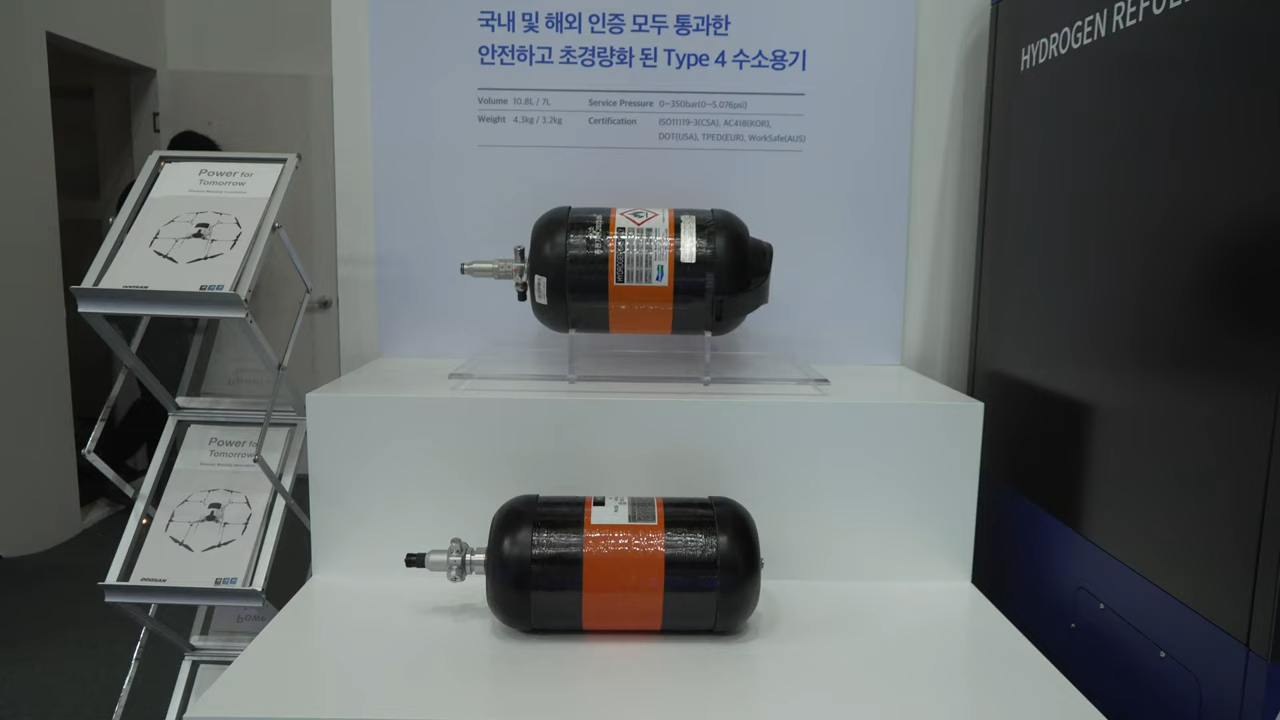 국내 및 해외 인증 모두 통과한
안전하고 초경량화 된 Type 4 수소용기
Volume 10.8L / 7L Service Pressure 0~350bar(0~5.076psi)
Weight 4.3kg / 3.2kg Certification ISO11119-3(CSA), AC418(KOR),
DOT(USA), TPED(EUR), WorkSafe(AUS)
HYDROGEN REFUEL
Power for
Tomorrow
DOOSAN
Power for
Tomorrow
DOOSAN